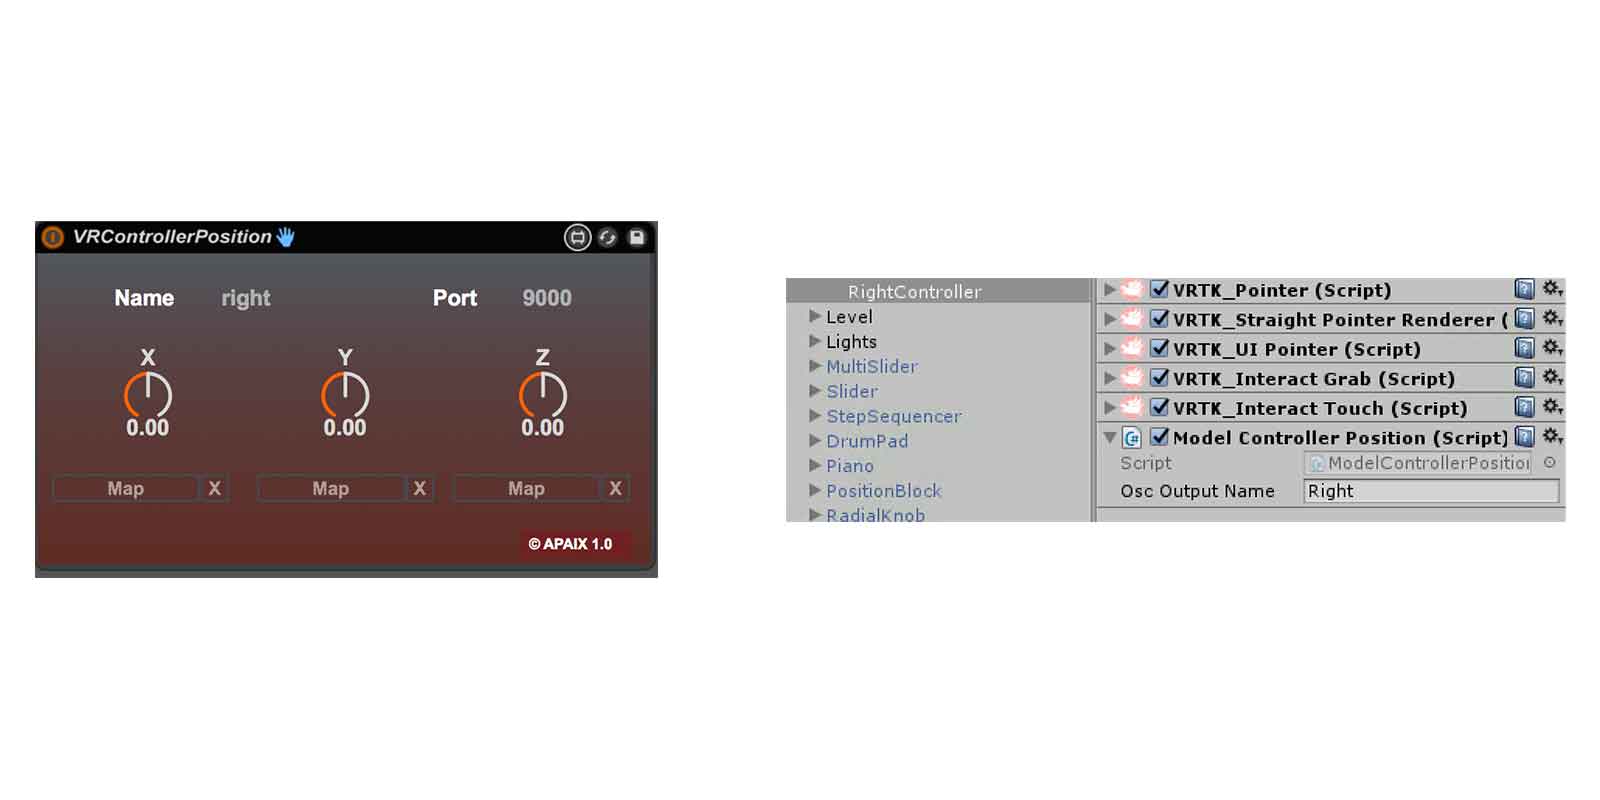 VRControllerPosition
Name right Port 9000
X Y Z
0.00 0.00 0.00
Map X Map X Map X
© APAIX 1.0
RightController
Level
Lights
MultiSlider
Slider
StepSequencer
DrumPad
Piano
PositionBlock
RadialKnob
VRTK_Pointer (Script)
VRTK_Straight Pointer Renderer (
VRTK_UI Pointer (Script)
VRTK_Interact Grab (Script)
VRTK_Interact Touch (Script)
C# Model Controller Position (Script)
Script ModelControllerPositio
Osc Output Name Right